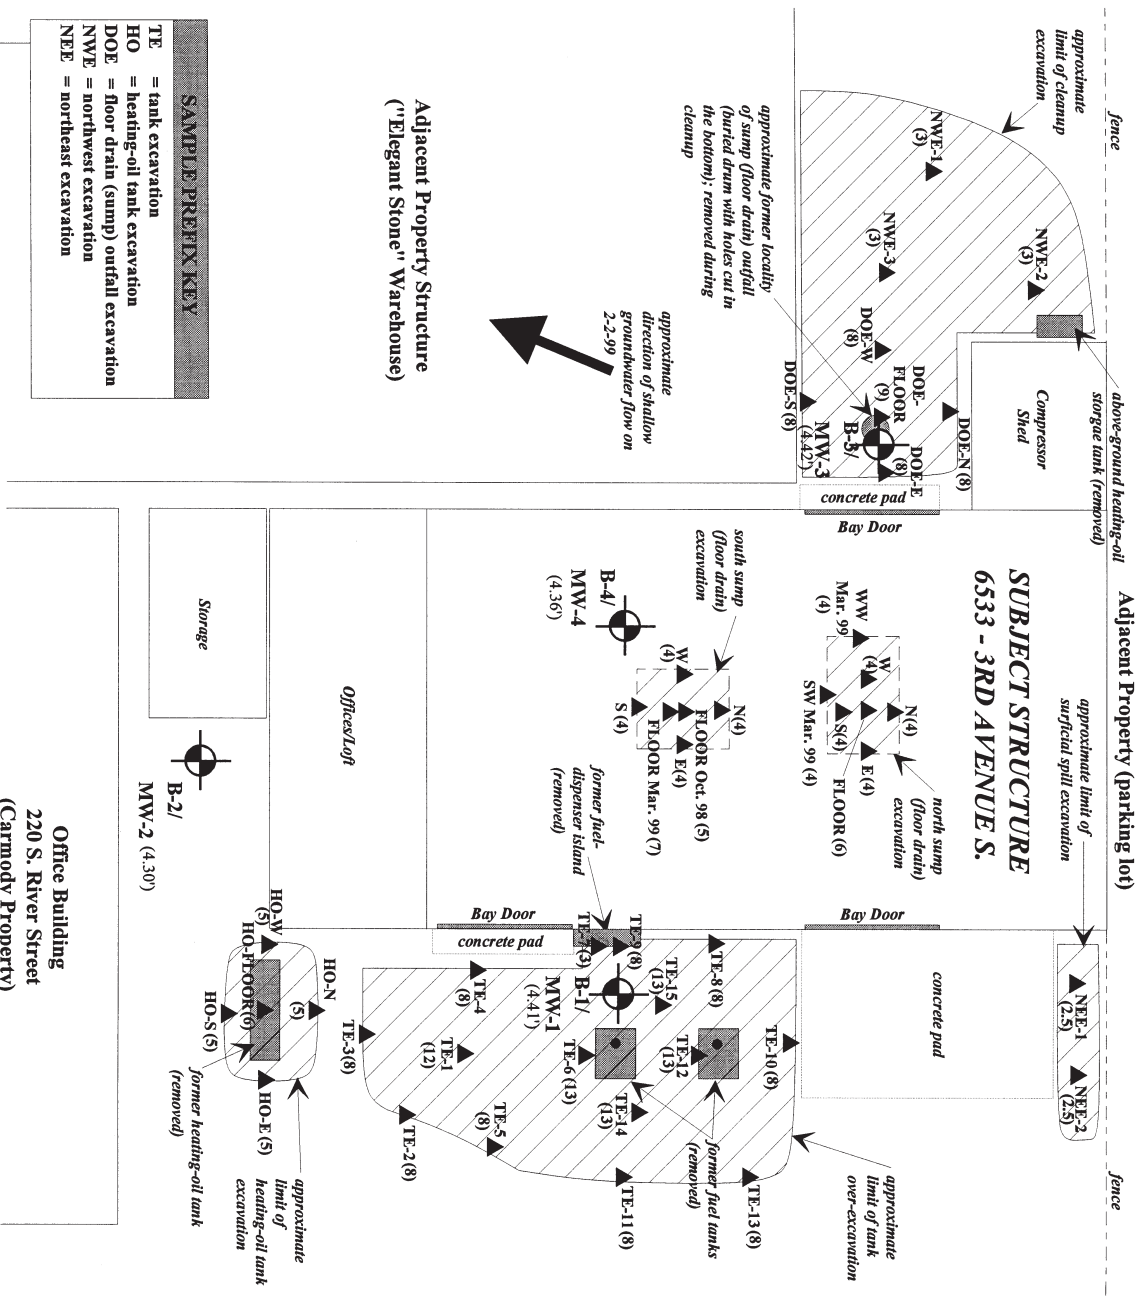 fence
approximate
limit of cleanup
excavation
NWE-1
(3)
NWE-2
(3)
NWE-3
(3)
above-ground heating-oil
storgae tank (removed)
Compressor
Shed
approximate former locality
of sump (floor drain) outfall
(buried drum with holes cut in
the bottom); removed during
cleanup
DOE-W
(8)
DOE-
FLOOR
(9)
DOE-N (8)
DOE-E
(8)
DOE-S (8)
B-3/
MW-3
(4.42')
concrete pad
Bay Door
Adjacent Property Structure
("Elegant Stone" Warehouse)
approximate
direction of shallow
groundwater flow on
2-2-99
SAMPLE PREFIX KEY
TE = tank excavation
HO = heating-oil tank excavation
DOE = floor drain (sump) outfall excavation
NWE = northwest excavation
NEE = northeast excavation
Adjacent Property (parking lot)
SUBJECT STRUCTURE
6533 - 3RD AVENUE S.
approximate limit of
surficial spill excavation
WW
Mar. 99
(4)
W
(4)
N(4)
S(4)
E (4)
SW Mar. 99 (4)
FLOOR (6)
north sump
(floor drain)
excavation
south sump
(floor drain)
excavation
W
(4)
N(4)
S (4)
E(4)
FLOOR Oct. 98 (5)
FLOOR Mar. 99 (7)
B-4/
MW-4
(4.36')
former fuel-
dispenser island
(removed)
Offices/Loft
Storage
B-2/
MW-2 (4.30')
Office Building
220 S. River Street
(Carmody Property)
Bay Door
concrete pad
Bay Door
concrete pad
NEE-1
(2.5)
NEE-2
(2.5)
fence
TE-7 (3)
TE-9 (8)
TE-8 (8)
TE-15
(13)
TE-10 (8)
TE-12
(13)
B-1/
MW-1
(4.41')
TE-4
(8)
TE-6 (13)
TE-1
(12)
TE-3 (8)
TE-14
(13)
TE-5
(8)
TE-2 (8)
TE-11 (8)
TE-13 (8)
former fuel tanks
(removed)
approximate
limit of tank
over-excavation
HO-W
(5)
HO-FLOOR (6)
HO-N
(5)
HO-S (5)
HO-E (5)
former heating-oil tank
(removed)
approximate
limit of
heating-oil tank
excavation